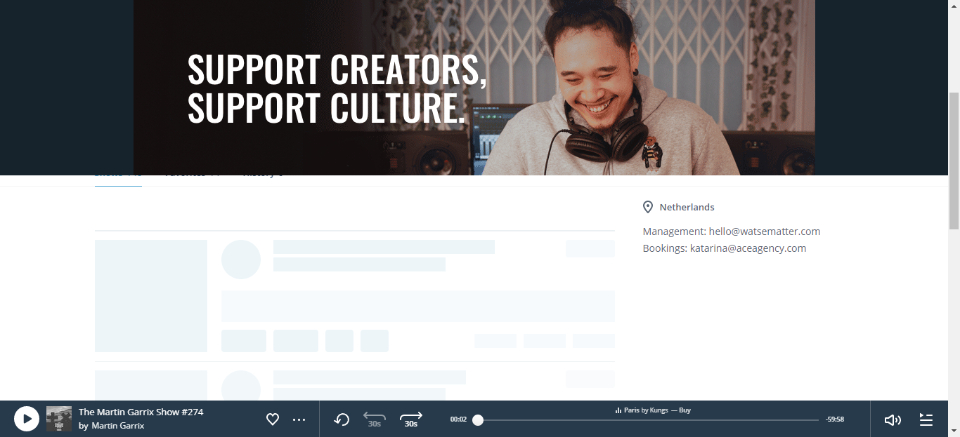 SUPPORT CREATORS,
SUPPORT CULTURE.
Netherlands
Management: hello@watsematter.com
Bookings: katarina@aceagency.com
The Martin Garrix Show #274
by Martin Garrix
30s
30s
00:02
Paris by Kungs — Buy
-59:58